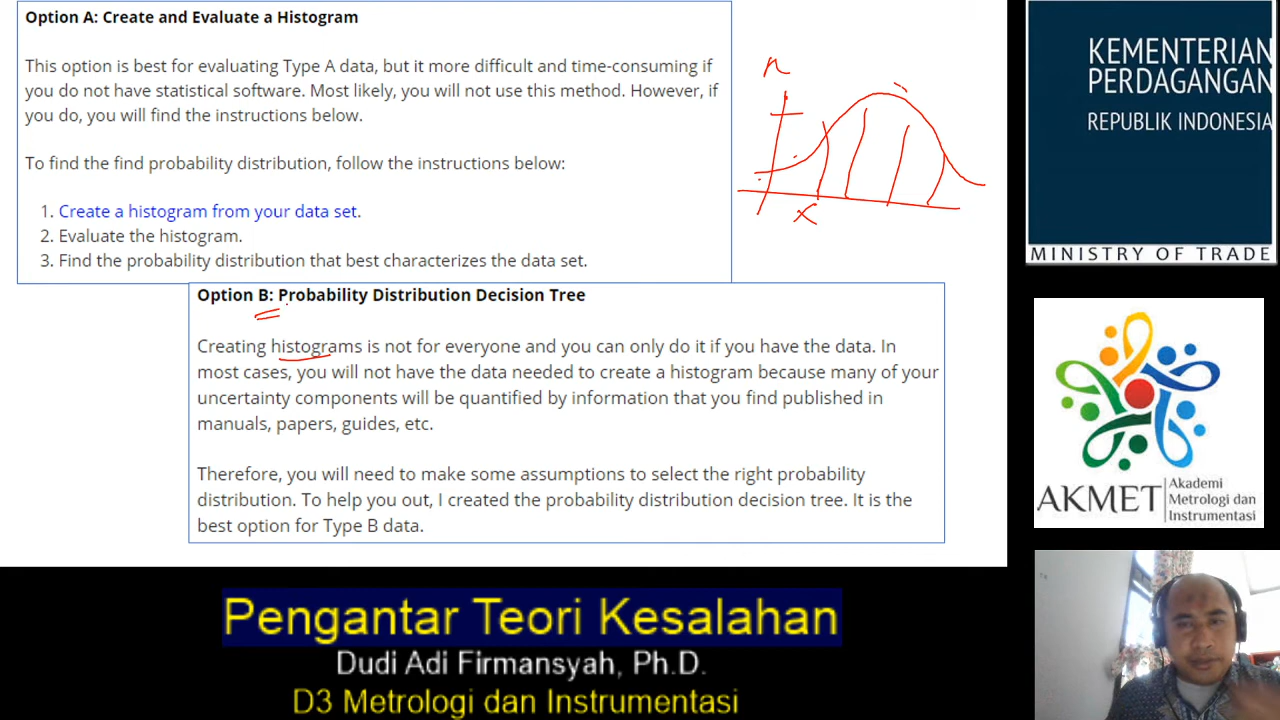 Option A: Create and Evaluate a Histogram
This option is best for evaluating Type A data, but it more difficult and time-consuming if
you do not have statistical software. Most likely, you will not use this method. However, if
you do, you will find the instructions below.
To find the find probability distribution, follow the instructions below:
1. Create a histogram from your data set.
2. Evaluate the histogram.
3. Find the probability distribution that best characterizes the data set.
n
x
Option B: Probability Distribution Decision Tree
Creating histograms is not for everyone and you can only do it if you have the data. In
most cases, you will not have the data needed to create a histogram because many of your
uncertainty components will be quantified by information that you find published in
manuals, papers, guides, etc.
Therefore, you will need to make some assumptions to select the right probability
distribution. To help you out, I created the probability distribution decision tree. It is the
best option for Type B data.
KEMENTERIAN
PERDAGANGAN
REPUBLIK INDONESIA
MINISTRY OF TRADE
AKMET
Akademi
Metrologi dan
Instrumentasi
Pengantar Teori Kesalahan
Dudi Adi Firmansyah, Ph.D.
D3 Metrologi dan Instrumentasi